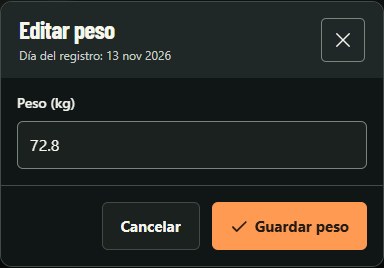 Editar peso
Día del registro: 13 nov 2026
Peso (kg)
72.8
Cancelar
Guardar peso